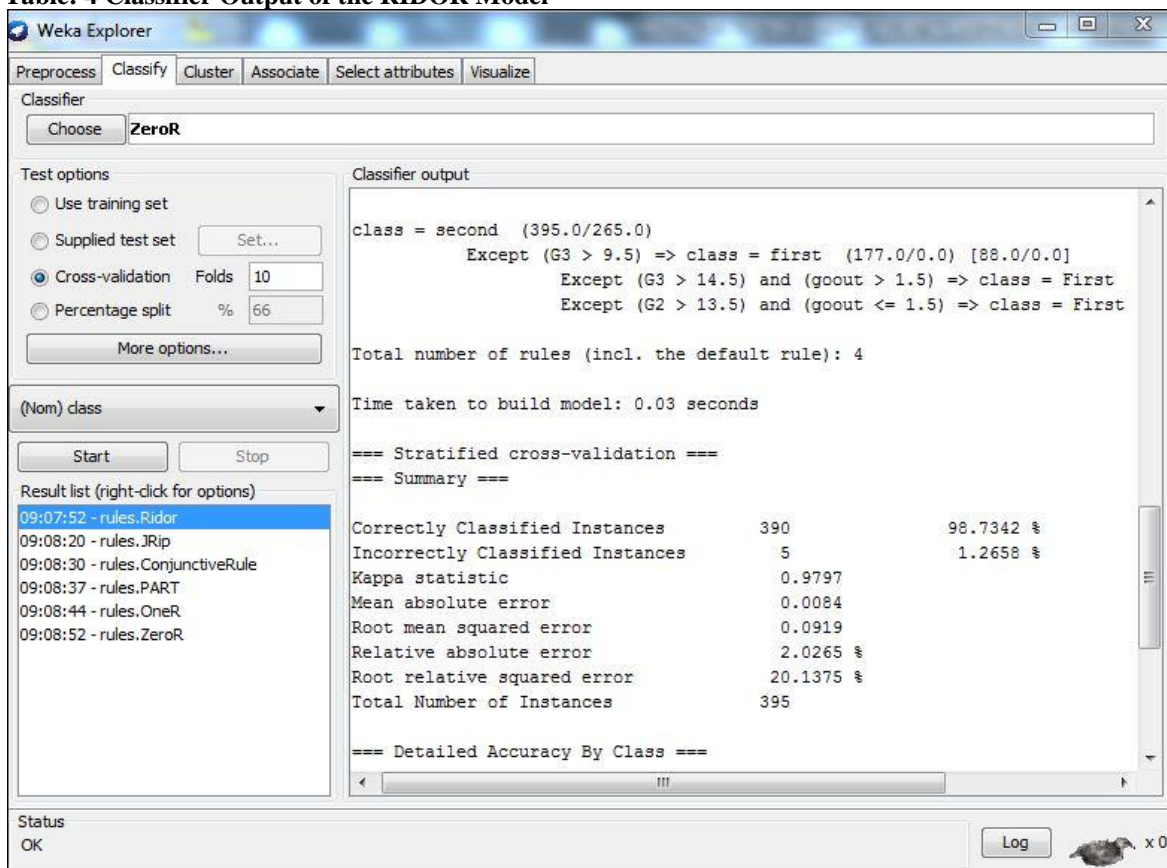 Table: 4 Classifier Output of the RIDOR Model
Weka Explorer
Preprocess Classify Cluster Associate Select attributes Visualize
Classifier
Choose ZeroR
Test options
Use training set
Supplied test set Set...
Cross-validation Folds 10
Percentage split % 66
More options...
(Nom) class
Start Stop
Result list (right-click for options)
09:07:52 - rules.Ridor
09:08:20 - rules.JRip
09:08:30 - rules.ConjunctiveRule
09:08:37 - rules.PART
09:08:44 - rules.OneR
09:08:52 - rules.ZeroR
Classifier output
class = second (395.0/265.0)
Except (G3 > 9.5) => class = first (177.0/0.0) [88.0/0.0]
Except (G3 > 14.5) and (goout > 1.5) => class = First
Except (G2 > 13.5) and (goout <= 1.5) => class = First
Total number of rules (incl. the default rule): 4
Time taken to build model: 0.03 seconds
=== Stratified cross-validation ===
=== Summary ===
Correctly Classified Instances 390 98.7342 %
Incorrectly Classified Instances 5 1.2658 %
Kappa statistic 0.9797
Mean absolute error 0.0084
Root mean squared error 0.0919
Relative absolute error 2.0265 %
Root relative squared error 20.1375 %
Total Number of Instances 395
=== Detailed Accuracy By Class ===
Status
OK
Log
x 0